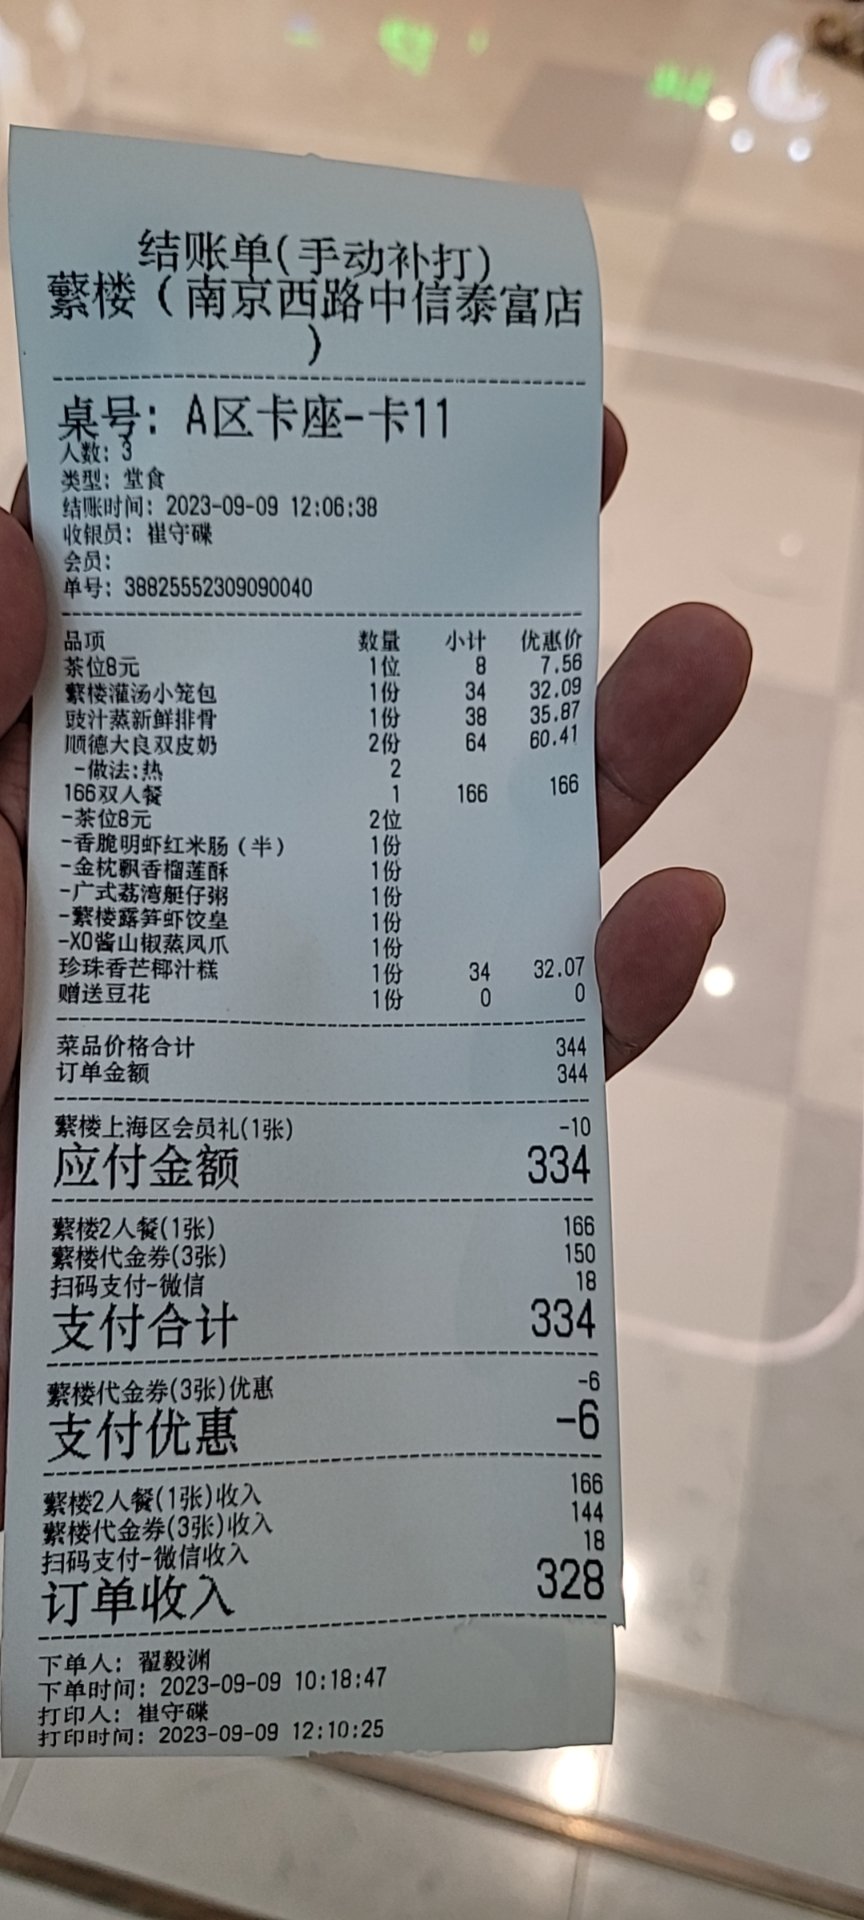 结账单(手动补打)
蘩楼（南京西路中信泰富店
）
桌号: A区卡座-卡11
人数: 3
类型: 堂食
结账时间: 2023-09-09 12:06:38
收银员: 崔守碟
会员:
单号: 38825552309090040
品项 数量 小计 优惠价
茶位8元 1位 8 7.56
蘩楼灌汤小笼包 1份 34 32.09
豉汁蒸新鲜排骨 1份 38 35.87
顺德大良双皮奶 2份 64 60.41
-做法:热 2
166双人餐 1 166 166
-茶位8元 2位
-香脆明虾红米肠（半） 1份
-金枕飘香榴莲酥 1份
-广式荔湾艇仔粥 1份
-蘩楼露笋虾饺皇 1份
-XO酱山椒蒸凤爪 1份
珍珠香芒椰汁糕 1份 34 32.07
赠送豆花 1份 0 0
菜品价格合计 344
订单金额 344
蘩楼上海区会员礼(1张) -10
应付金额 334
蘩楼2人餐(1张) 166
蘩楼代金券(3张) 150
扫码支付-微信 18
支付合计 334
蘩楼代金券(3张)优惠 -6
支付优惠 -6
蘩楼2人餐(1张)收入 166
蘩楼代金券(3张)收入 144
扫码支付-微信收入 18
订单收入 328
下单人: 翟毅渊
下单时间: 2023-09-09 10:18:47
打印人: 崔守碟
打印时间: 2023-09-09 12:10:25